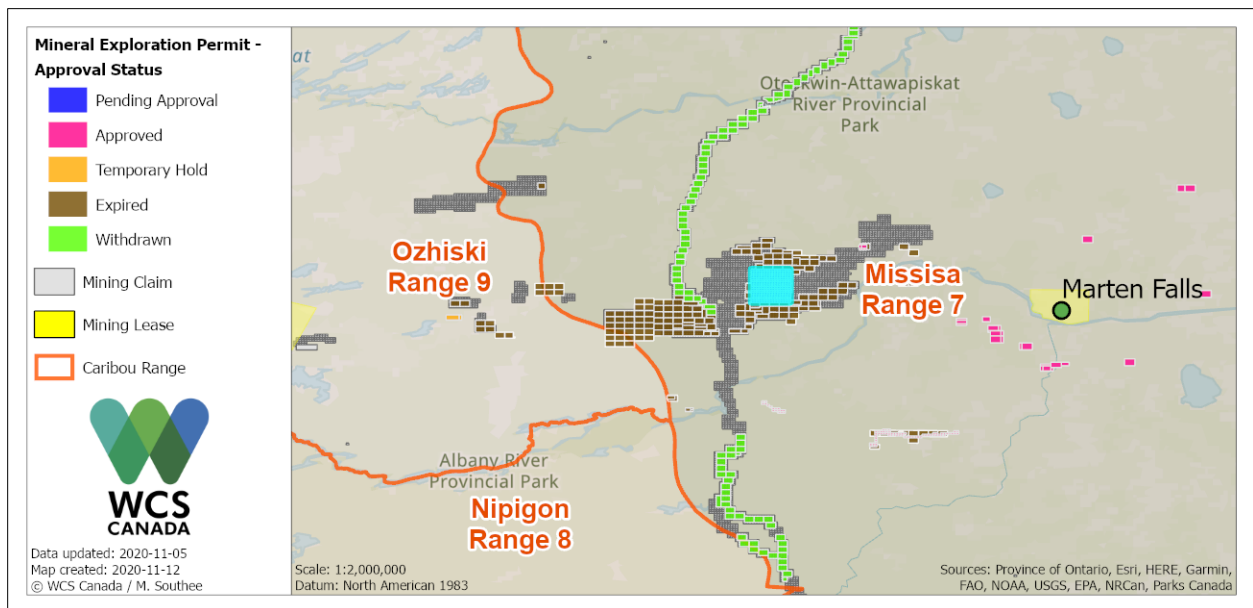 Mineral Exploration Permit -
Approval Status
Pending Approval
Approved
Temporary Hold
Expired
Withdrawn
Mining Claim
Mining Lease
Caribou Range
WCS
CANADA
Data updated: 2020-11-05
Map created: 2020-11-12
© WCS Canada / M. Southee
at
River Provincial
Park
Ozhiski
Range 9
Missisa
Range 7
Marten Falls
Albany River
Provincial Park
Nipigon
Range 8
Scale: 1:2,000,000
Datum: North American 1983
Sources: Province of Ontario, Esri, HERE, Garmin,
FAO, NOAA, USGS, EPA, NRCan, Parks Canada